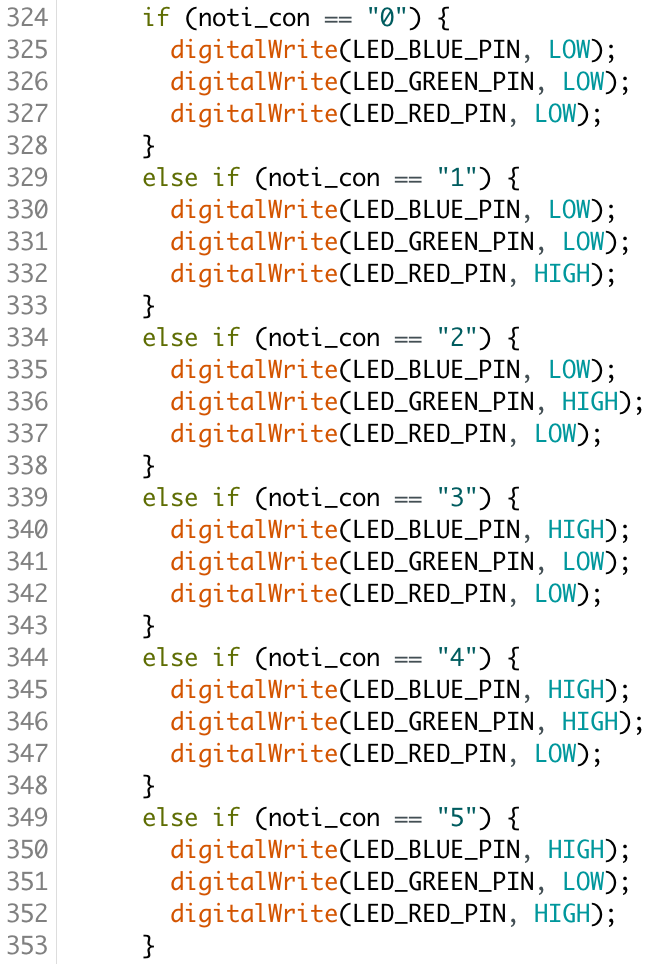 324 if (noti_con == "0") {
325 digitalWrite(LED_BLUE_PIN, LOW);
326 digitalWrite(LED_GREEN_PIN, LOW);
327 digitalWrite(LED_RED_PIN, LOW);
328 }
329 else if (noti_con == "1") {
330 digitalWrite(LED_BLUE_PIN, LOW);
331 digitalWrite(LED_GREEN_PIN, LOW);
332 digitalWrite(LED_RED_PIN, HIGH);
333 }
334 else if (noti_con == "2") {
335 digitalWrite(LED_BLUE_PIN, LOW);
336 digitalWrite(LED_GREEN_PIN, HIGH);
337 digitalWrite(LED_RED_PIN, LOW);
338 }
339 else if (noti_con == "3") {
340 digitalWrite(LED_BLUE_PIN, HIGH);
341 digitalWrite(LED_GREEN_PIN, LOW);
342 digitalWrite(LED_RED_PIN, LOW);
343 }
344 else if (noti_con == "4") {
345 digitalWrite(LED_BLUE_PIN, HIGH);
346 digitalWrite(LED_GREEN_PIN, HIGH);
347 digitalWrite(LED_RED_PIN, LOW);
348 }
349 else if (noti_con == "5") {
350 digitalWrite(LED_BLUE_PIN, HIGH);
351 digitalWrite(LED_GREEN_PIN, LOW);
352 digitalWrite(LED_RED_PIN, HIGH);
353 }